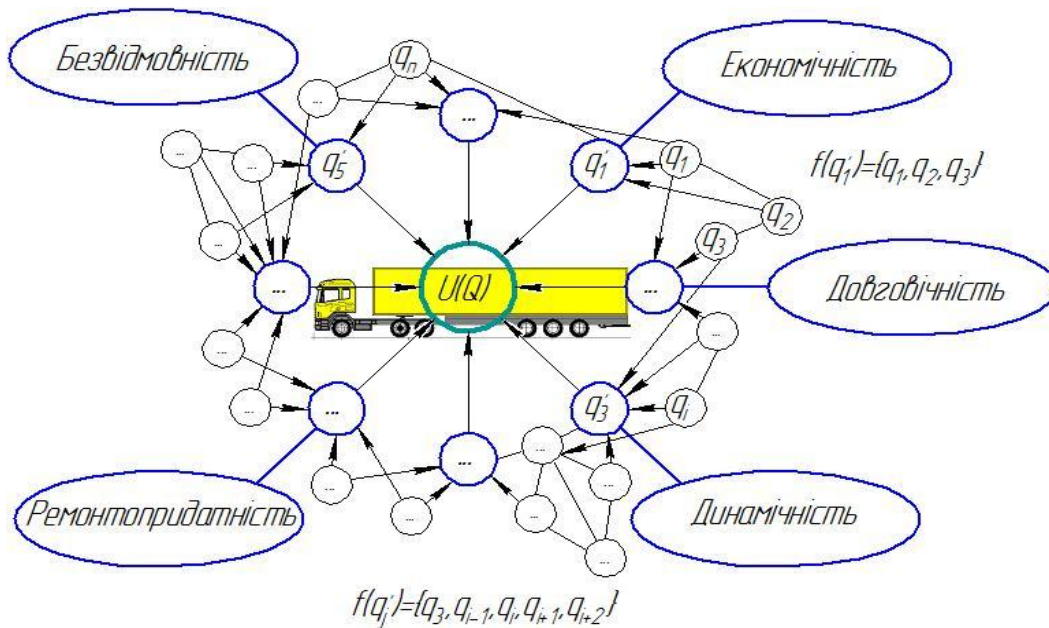 Безвідмовність
qₙ
Економічність
...
...
q₁
...
...
q'₅
q'₁
f(q'₁)={q₁, q₂, q₃}
q₂
...
q₃
...
U(Q)
...
Довговічність
...
...
...
...
q'₃
qᵢ
...
...
...
...
...
Ремонтопридатність
...
...
Динамічність
...
f(q'ⱼ)={q₃, qᵢ₋₁, qᵢ, qᵢ₊₁, qᵢ₊₂}